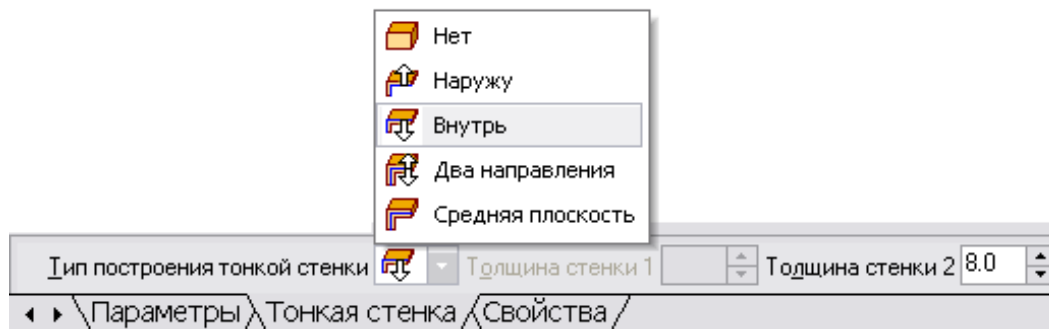 Нет
Наружу
Внутрь
Два направления
Средняя плоскость
Тип построения тонкой стенки Толщина стенки 1 Толщина стенки 2 8.0
Параметры Тонкая стенка Свойства